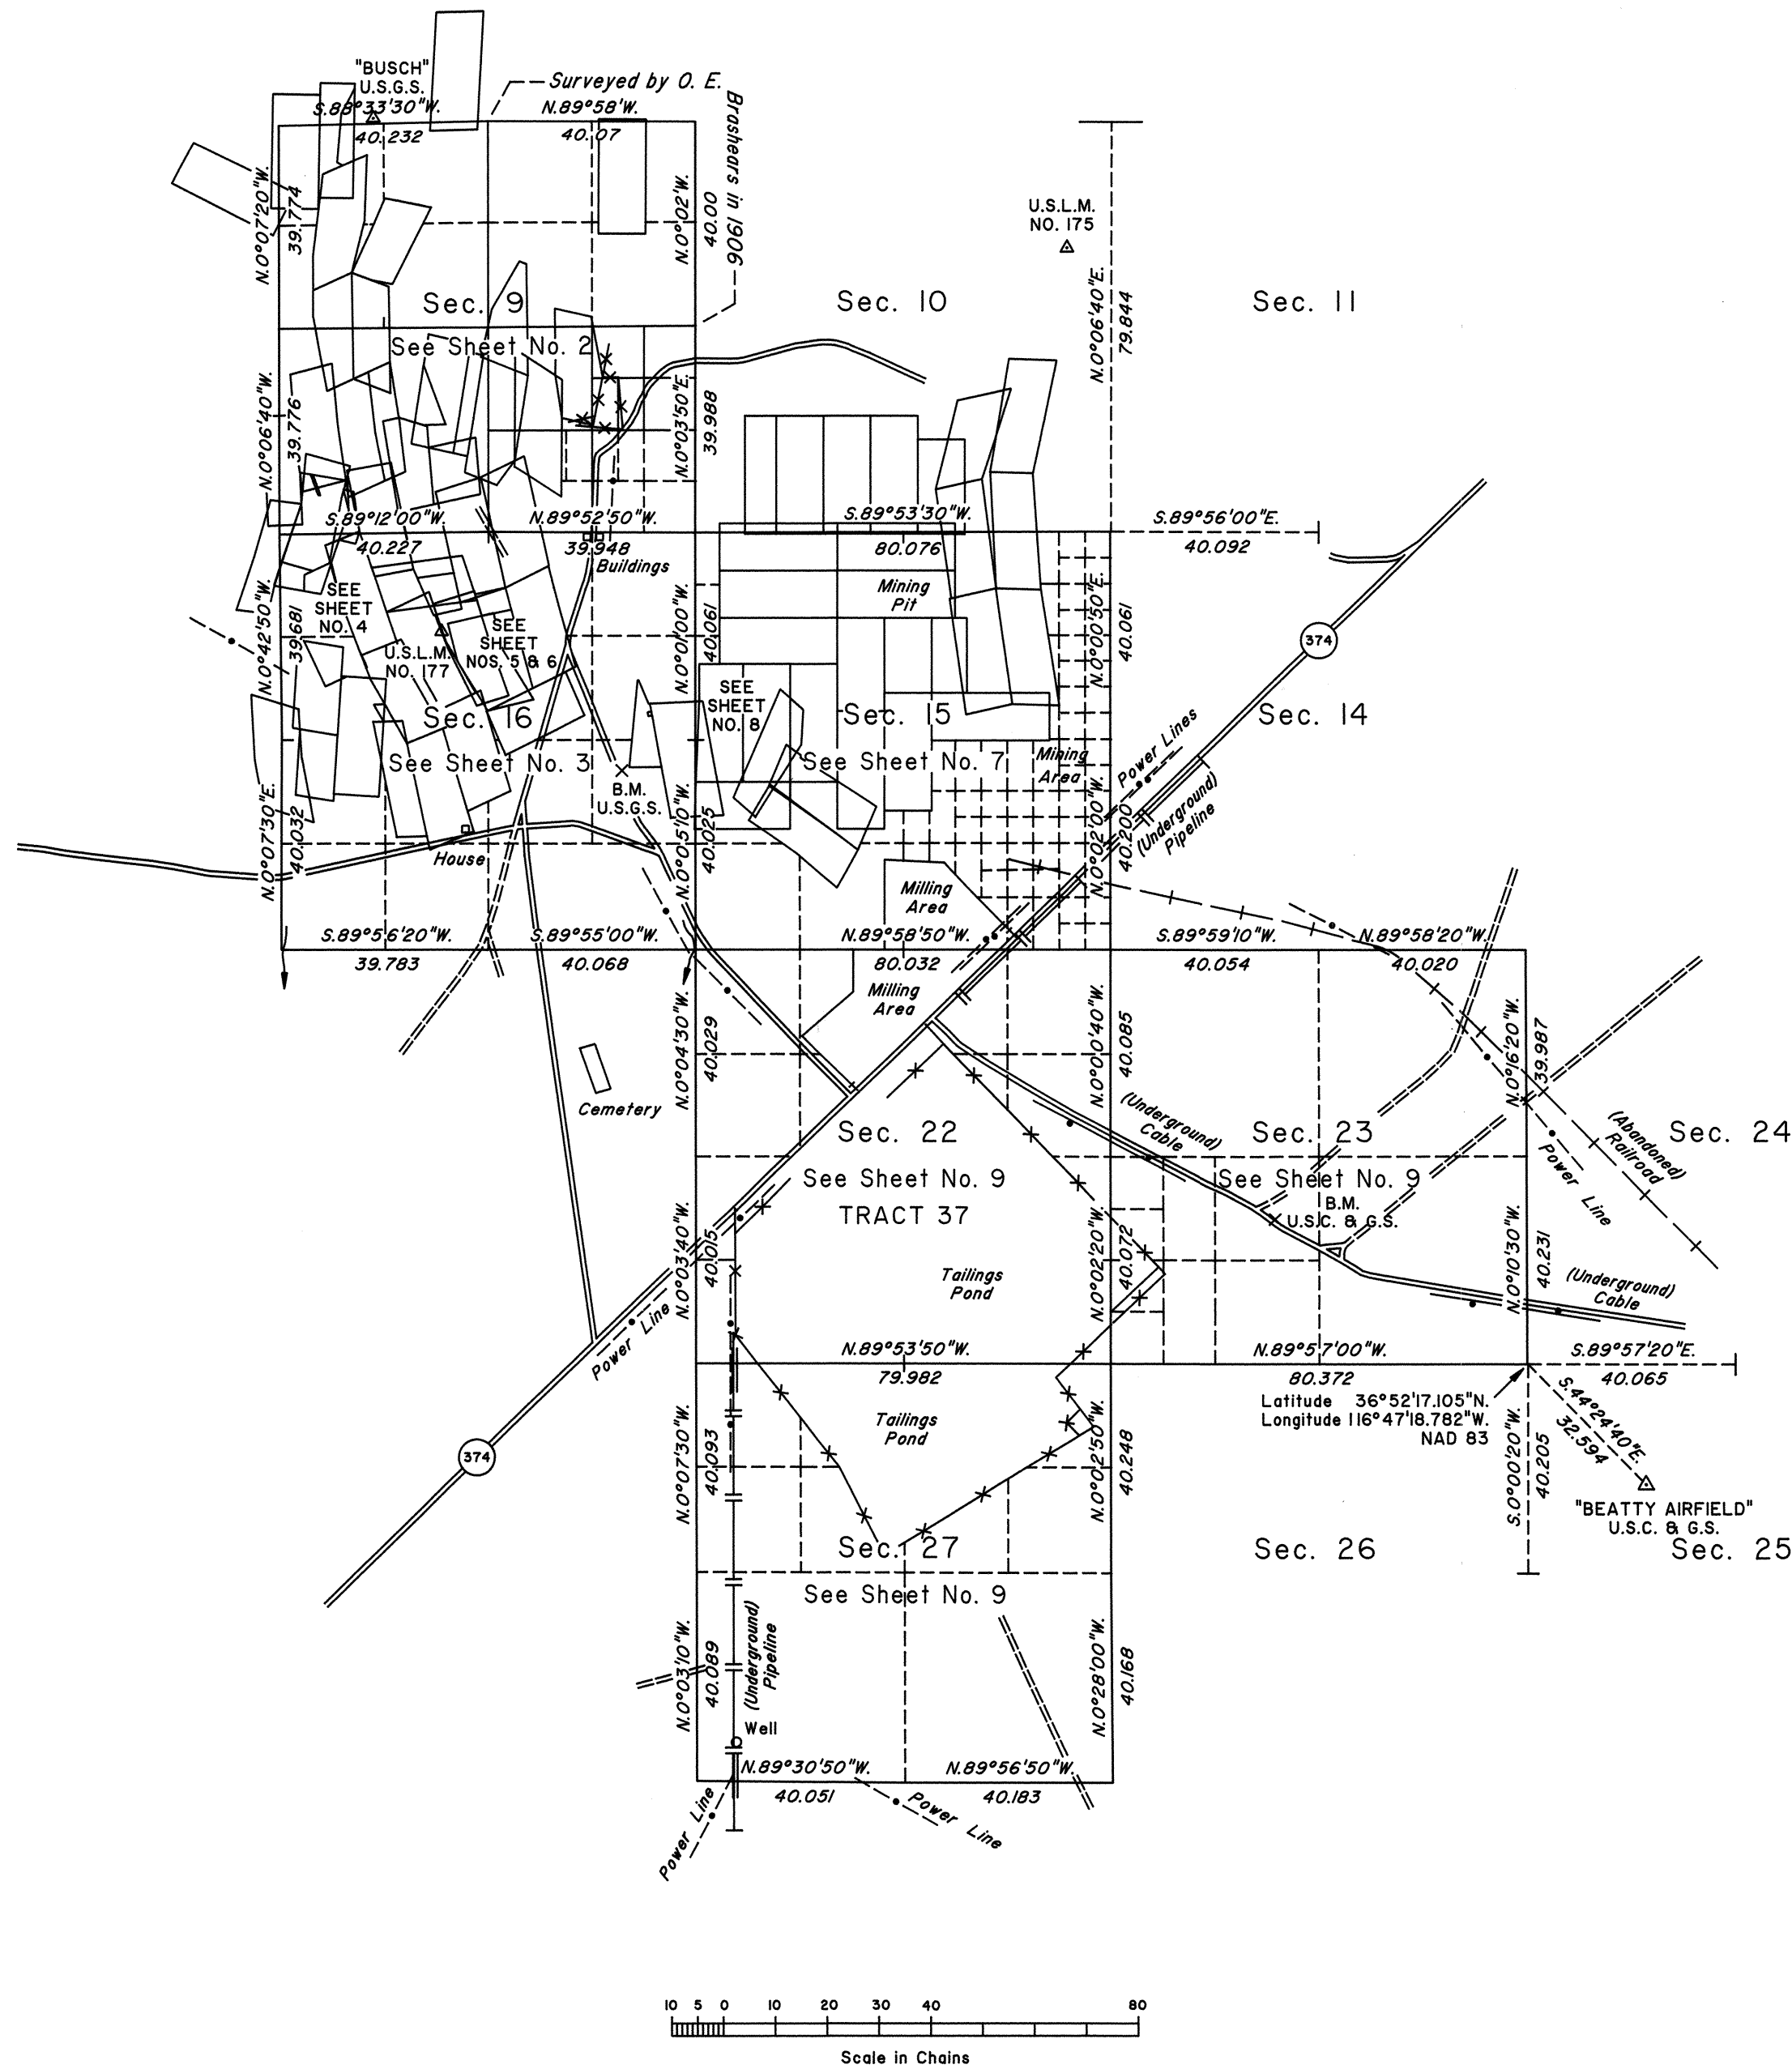 "BUSCH"
U.S.G.S.
S.88°33'30"W.
40.232
Surveyed by O. E.
Brashears in 1906
N.89°58'W.
40.07
N.0°07'20"W.
39.774
N.0°02'W.
40.00
U.S.L.M.
NO. 175
Sec. 9
Sec. 10
Sec. 11
N.0°06'40"E.
79.844
See Sheet No. 2
N.0°06'40"W.
39.776
N.0°03'50"E.
39.988
S.89°12'00"W.
40.227
N.89°52'50"W.
39.948
S.89°53'30"W.
80.076
S.89°56'00"E.
40.092
Buildings
Mining
Pit
SEE
SHEET
NO. 4
N.0°42'50"W.
39.681
SEE
SHEET
NOS. 5 & 6
U.S.L.M.
NO. 177
N.0°01'00"W.
40.061
N.0°00'50"E.
40.061
374
SEE
SHEET
NO. 8
Sec. 16
Sec. 15
Sec. 14
See Sheet No. 3
See Sheet No. 7
Mining
Area
Power Lines
(Underground)
Pipeline
B.M.
U.S.G.S.
N.0°07'30"E.
40.032
N.0°05'10"W.
40.025
N.0°02'00"W.
40.200
House
Milling
Area
S.89°56'20"W.
39.783
S.89°55'00"W.
40.068
N.89°58'50"W.
80.032
S.89°59'10"W.
40.054
N.89°58'20"W.
40.020
Milling
Area
N.0°04'30"W.
40.029
N.0°00'40"W.
40.085
N.0°16'20"W.
39.987
Cemetery
(Underground)
Cable
Sec. 22
Sec. 23
Sec. 24
(Abandoned)
Railroad
Power Line
See Sheet No. 9
See Sheet No. 9
TRACT 37
B.M.
U.S.C. & G.S.
N.0°03'40"W.
40.015
N.0°02'20"W.
40.072
N.0°10'30"W.
40.231
Tailings
Pond
(Underground)
Cable
Power Line
N.89°53'50"W.
79.982
N.89°57'00"W.
80.372
S.89°57'20"E.
40.065
Latitude 36°52'17.105"N.
Longitude 116°47'18.782"W.
NAD 83
S.44°24'40"E.
32.594
Tailings
Pond
374
N.0°07'30"W.
40.093
N.0°02'50"W.
40.248
S.0°00'20"W.
40.205
"BEATTY AIRFIELD"
U.S.C. & G.S.
Sec. 27
Sec. 26
Sec. 25
See Sheet No. 9
N.0°03'10"W.
40.089
(Underground)
Pipeline
N.0°28'00"W.
40.168
Well
N.89°30'50"W.
40.051
N.89°56'50"W.
40.183
Power Line
Power Line
10 5 0 10 20 30 40 80
Scale in Chains